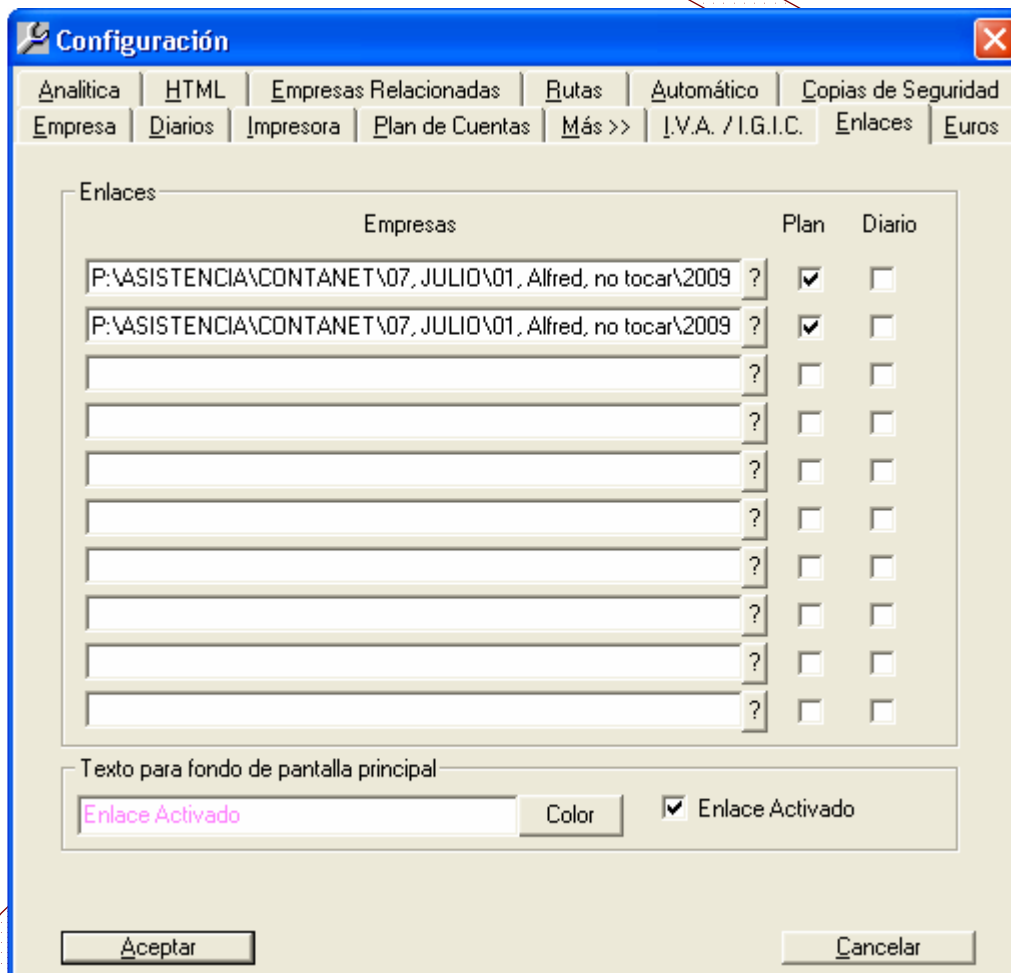 Configuración
Analitica HTML Empresas Relacionadas Rutas Automático Copias de Seguridad
Empresa Diarios Impresora Plan de Cuentas Más >> I.V.A. / I.G.I.C. Enlaces Euros
Enlaces
Empresas Plan Diario
P:\ASISTENCIA\CONTANET\07, JULIO\01, Alfred, no tocar\2009 ?
P:\ASISTENCIA\CONTANET\07, JULIO\01, Alfred, no tocar\2009 ?
?
?
?
?
?
?
?
?
Texto para fondo de pantalla principal
Enlace Activado Color Enlace Activado
Aceptar Cancelar